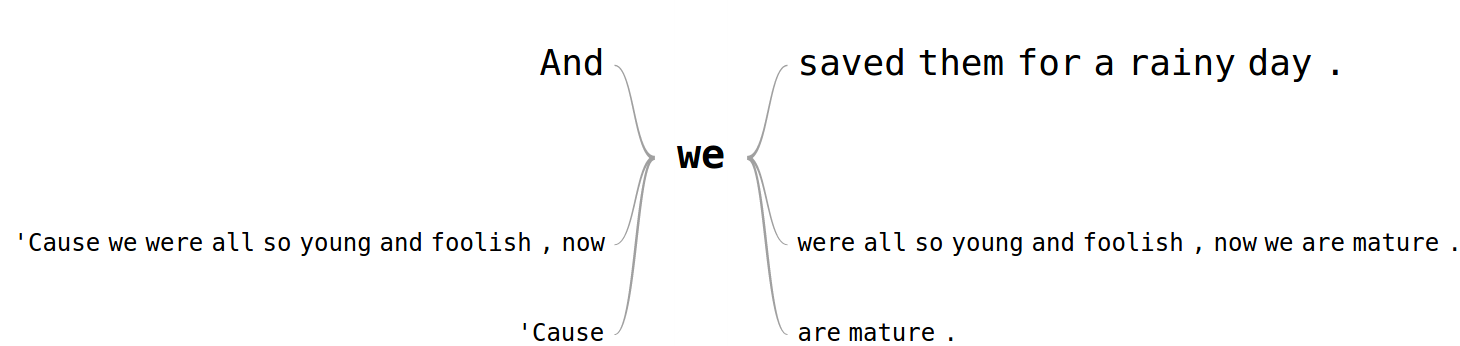 And saved them for a rainy day .
we
'Cause we were all so young and foolish , now were all so young and foolish , now we are mature .
'Cause are mature .